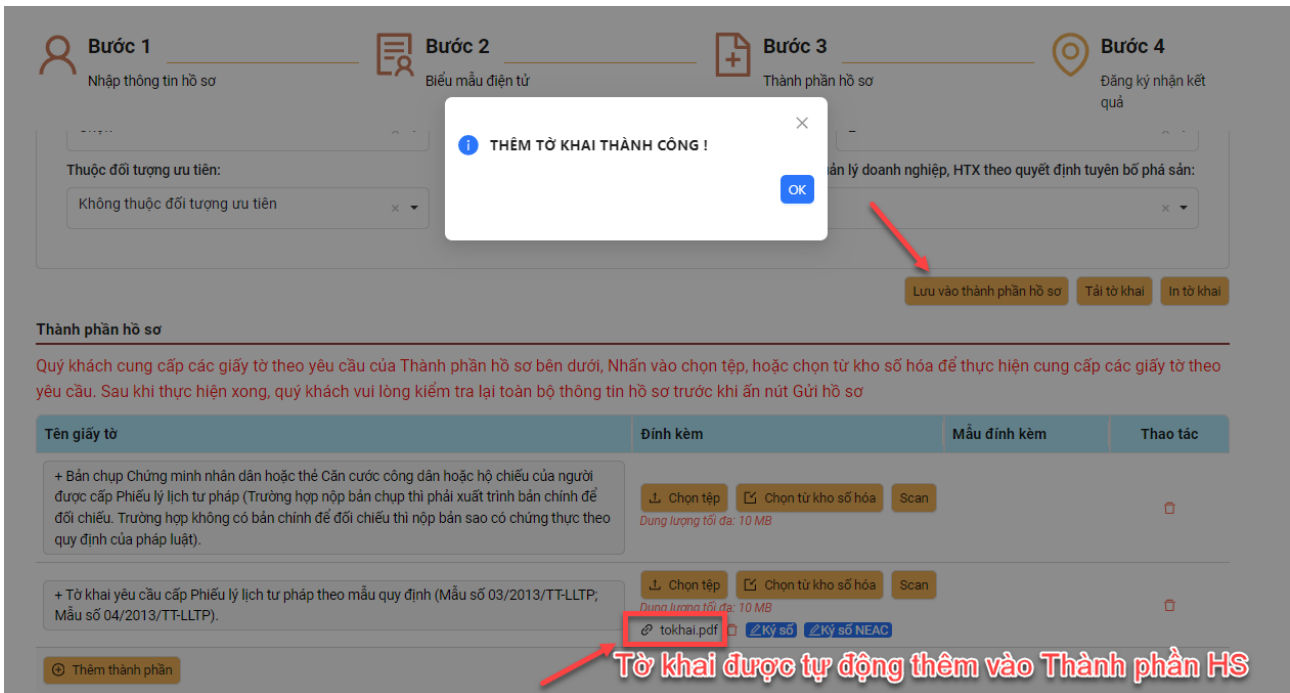 Bước 1
Nhập thông tin hồ sơ
Bước 2
Biểu mẫu điện tử
Bước 3
Thành phần hồ sơ
Bước 4
Đăng ký nhận kết
quả
THÊM TỜ KHAI THÀNH CÔNG !
OK
Thuộc đối tượng ưu tiên:
Không thuộc đối tượng ưu tiên
lý doanh nghiệp, HTX theo quyết định tuyên bố phá sản:
Lưu vào thành phần hồ sơ
Tải tờ khai
In tờ khai
Thành phần hồ sơ
Quý khách cung cấp các giấy tờ theo yêu cầu của Thành phần hồ sơ bên dưới, Nhấn vào chọn tệp, hoặc chọn từ kho số hóa để thực hiện cung cấp các giấy tờ theo
yêu cầu. Sau khi thực hiện xong, quý khách vui lòng kiểm tra lại toàn bộ thông tin hồ sơ trước khi ấn nút Gửi hồ sơ
Tên giấy tờ
Đính kèm
Mẫu đính kèm
Thao tác
+ Bản chụp Chứng minh nhân dân hoặc thẻ Căn cước công dân hoặc hộ chiếu của người
được cấp Phiếu lý lịch tư pháp (Trường hợp nộp bản chụp thì phải xuất trình bản chính để
đối chiếu. Trường hợp không có bản chính để đối chiếu thì nộp bản sao có chứng thực theo
quy định của pháp luật).
Chọn tệp
Chọn từ kho số hóa
Scan
Dung lượng tối đa: 10 MB
+ Tờ khai yêu cầu cấp Phiếu lý lịch tư pháp theo mẫu quy định (Mẫu số 03/2013/TT-LLTP;
Mẫu số 04/2013/TT-LLTP).
Chọn tệp
Chọn từ kho số hóa
Scan
Dung lượng tối đa: 10 MB
tokhai.pdf
Ký số
Ký số NEAC
Thêm thành phần
Tờ khai được tự động thêm vào Thành phần HS